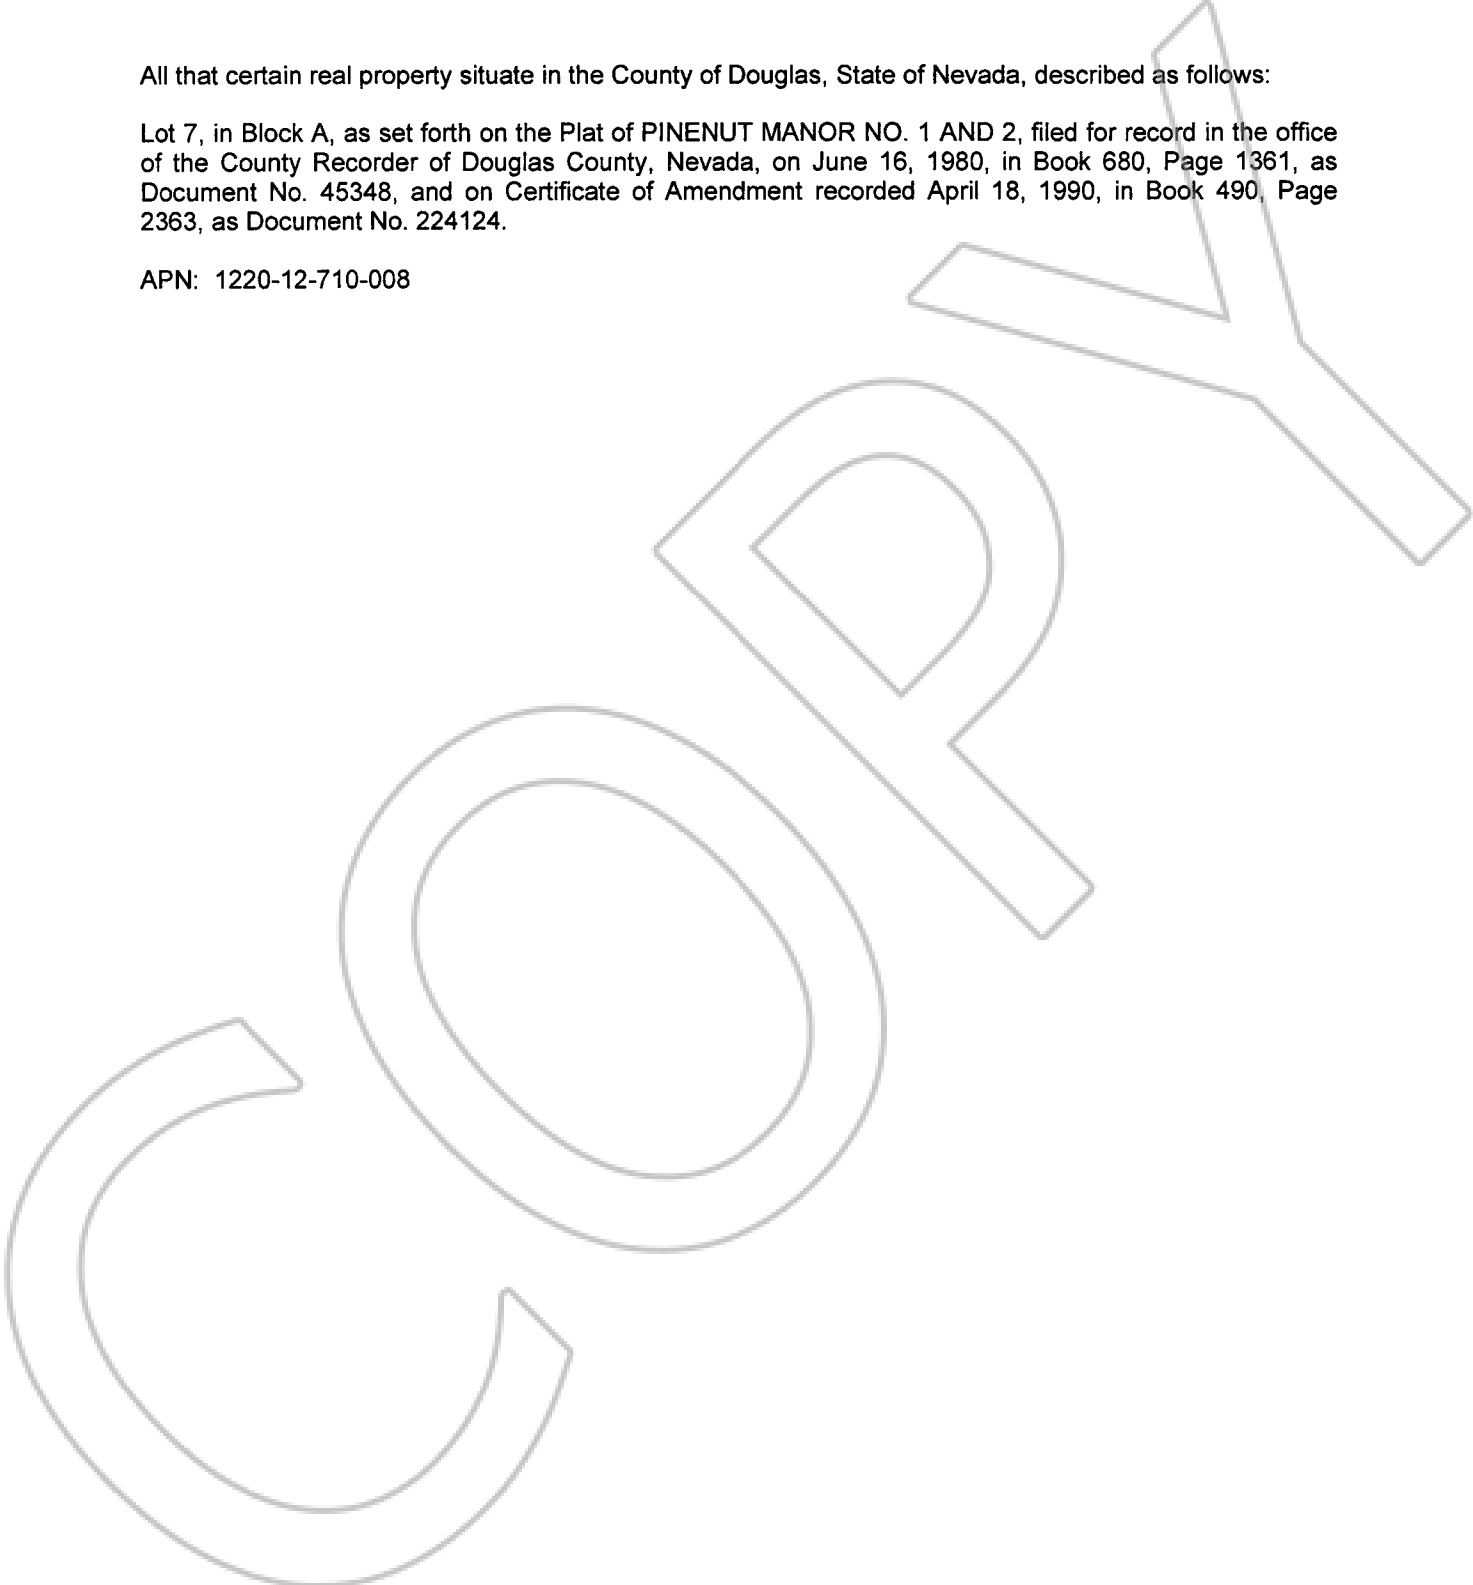 All that certain real property situate in the County of Douglas, State of Nevada, described as follows:
Lot 7, in Block A, as set forth on the Plat of PINENUT MANOR NO. 1 AND 2, filed for record in the office
of the County Recorder of Douglas County, Nevada, on June 16, 1980, in Book 680, Page 1361, as
Document No. 45348, and on Certificate of Amendment recorded April 18, 1990, in Book 490, Page
2363, as Document No. 224124.
APN: 1220-12-710-008
COPY